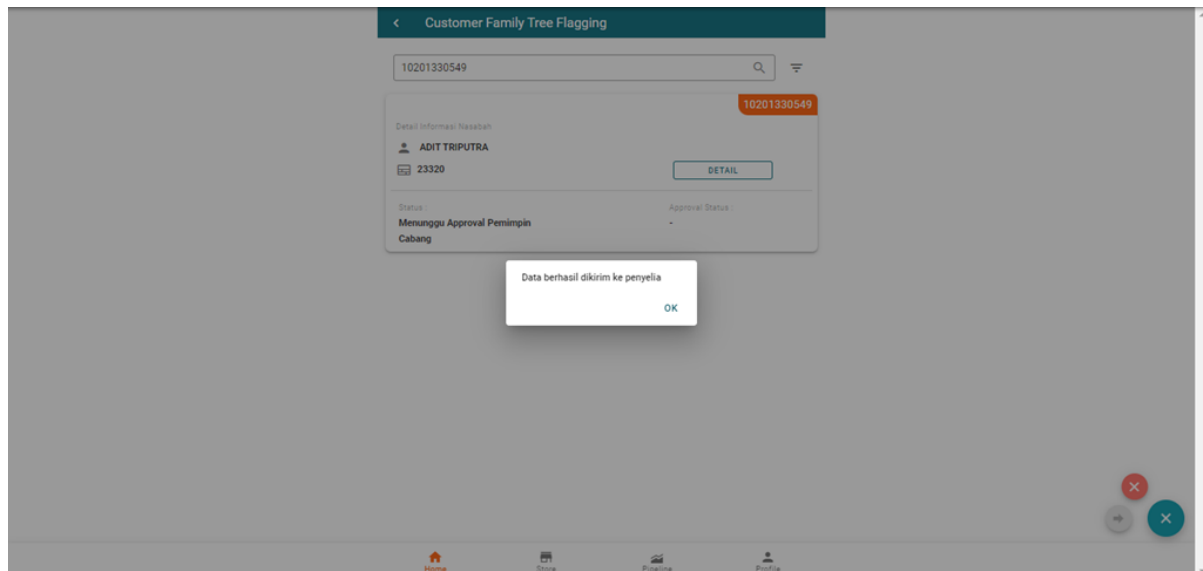 Customer Family Tree Flagging
10201330549
10201330549
Detail Informasi Nasabah
ADIT TRIPUTRA
23320
DETAIL
Status :
Approval Status :
Menunggu Approval Pemimpin
-
Cabang
Data berhasil dikirim ke penyelia
OK
Home
Store
Pipeline
Profile